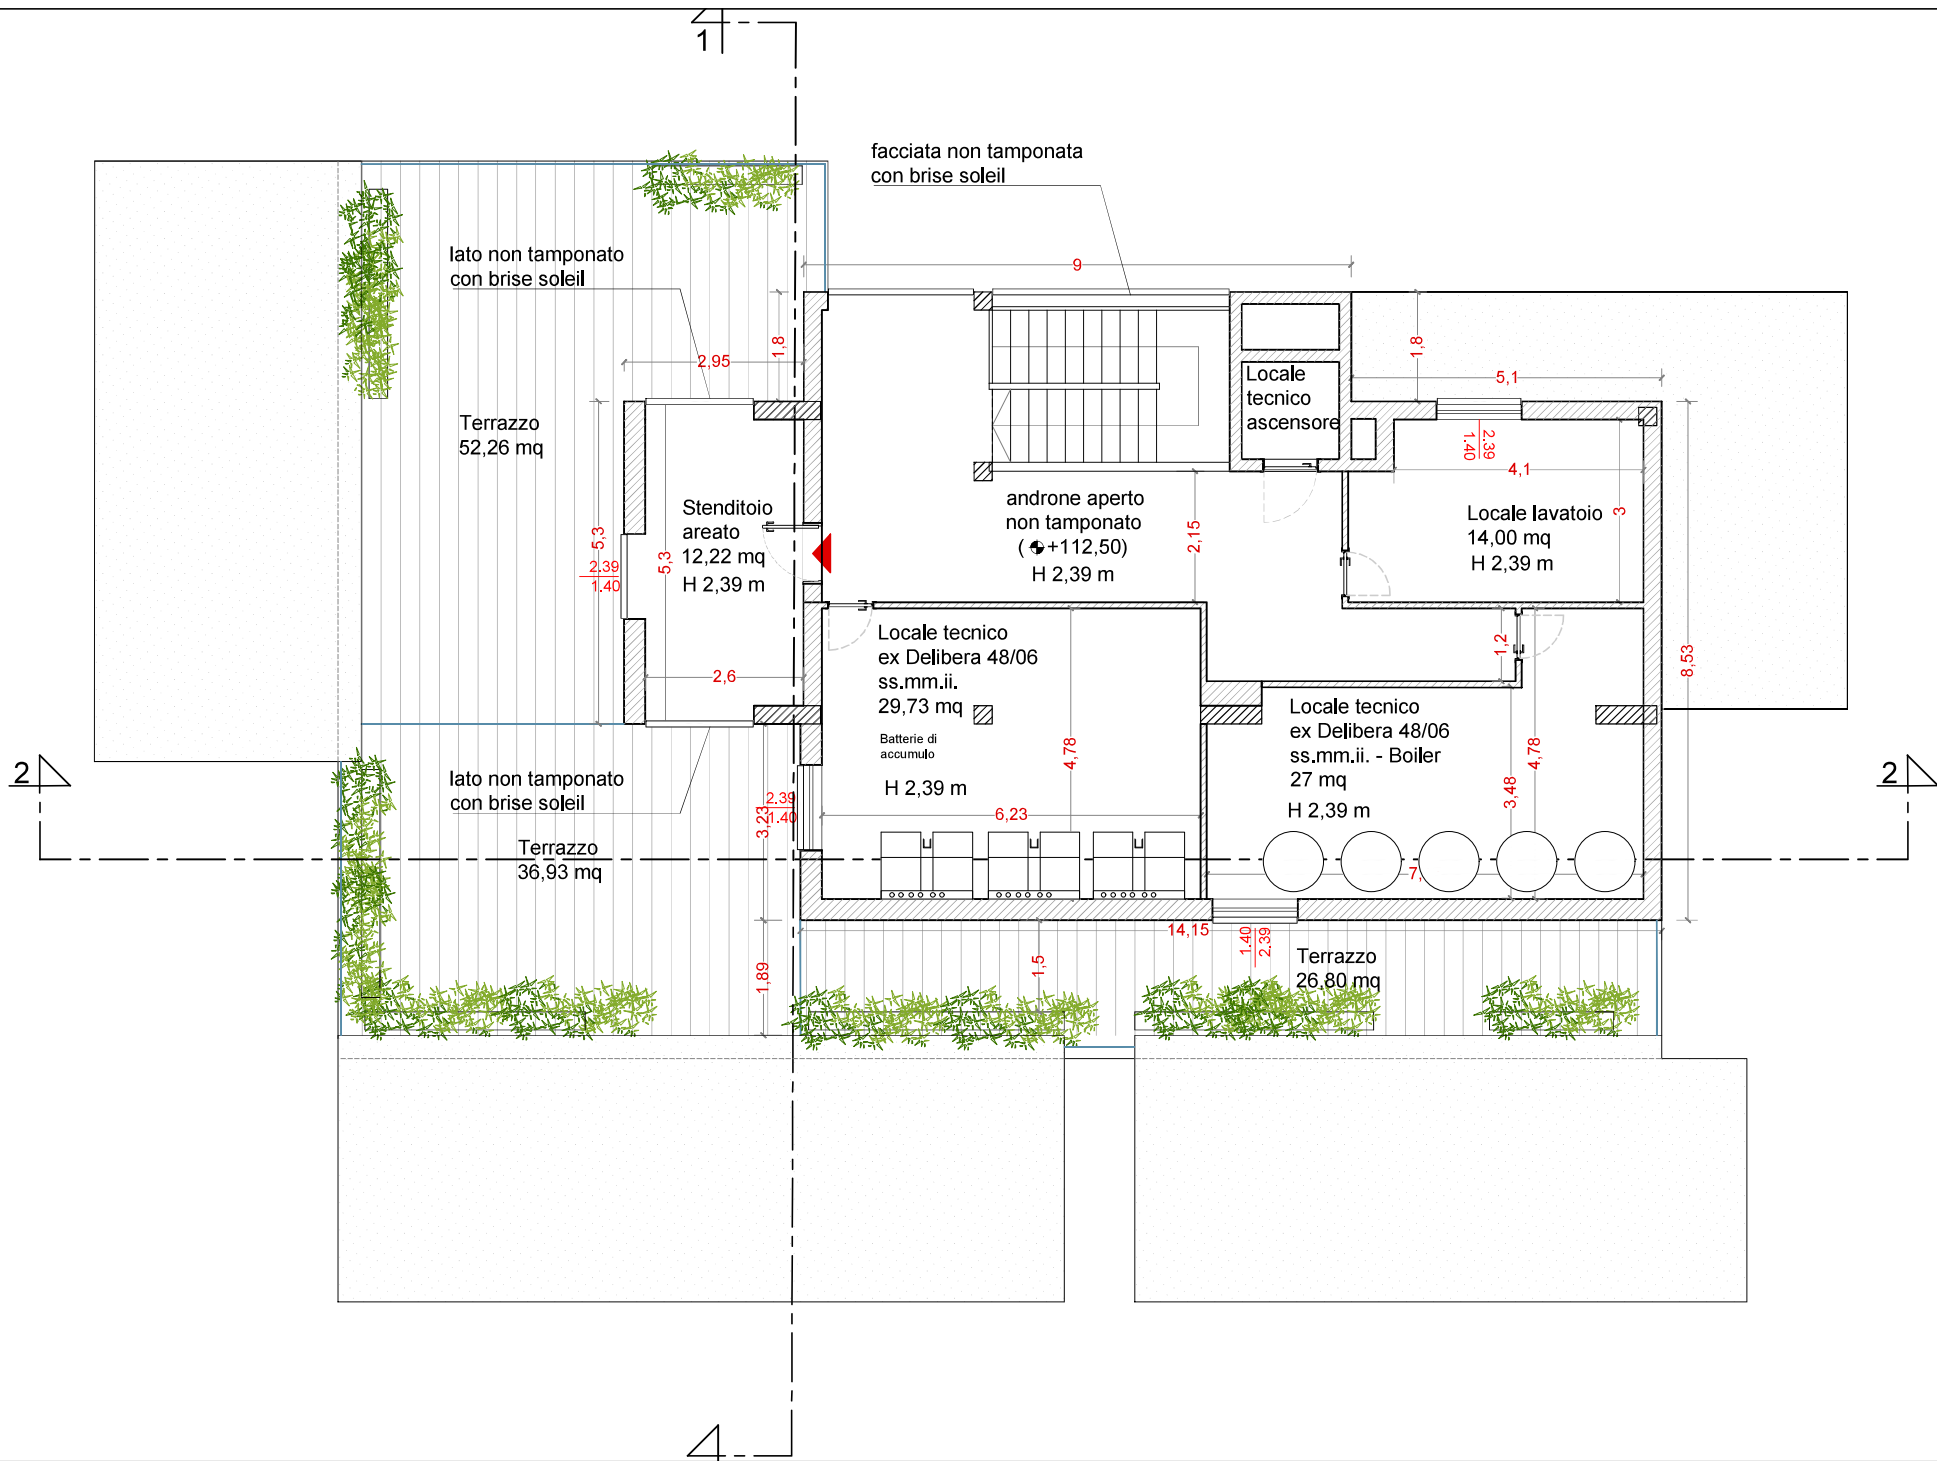 1
facciata non tamponata
con brise soleil
lato non tamponato
con brise soleil
9
1,8
1,8
2,95
5,1
Locale
tecnico
ascensore
2.39
1.40
4,1
Terrazzo
52,26 mq
Stenditoio
areato
12,22 mq
H 2,39 m
androne aperto
non tamponato
(+112,50)
H 2,39 m
2,15
Locale lavatoio
14,00 mq
H 2,39 m
3
5,3
5,3
2.39
1.40
2,6
Locale tecnico
ex Delibera 48/06
ss.mm.ii.
29,73 mq
Batterie di
accumulo
H 2,39 m
4,78
1,2
8,53
Locale tecnico
ex Delibera 48/06
ss.mm.ii. - Boiler
27 mq
H 2,39 m
3,48
4,78
2
2
lato non tamponato
con brise soleil
3,23
2.39
1.40
6,23
7,
Terrazzo
36,93 mq
14,15
1.40
2.39
1,89
1,5
Terrazzo
26,80 mq